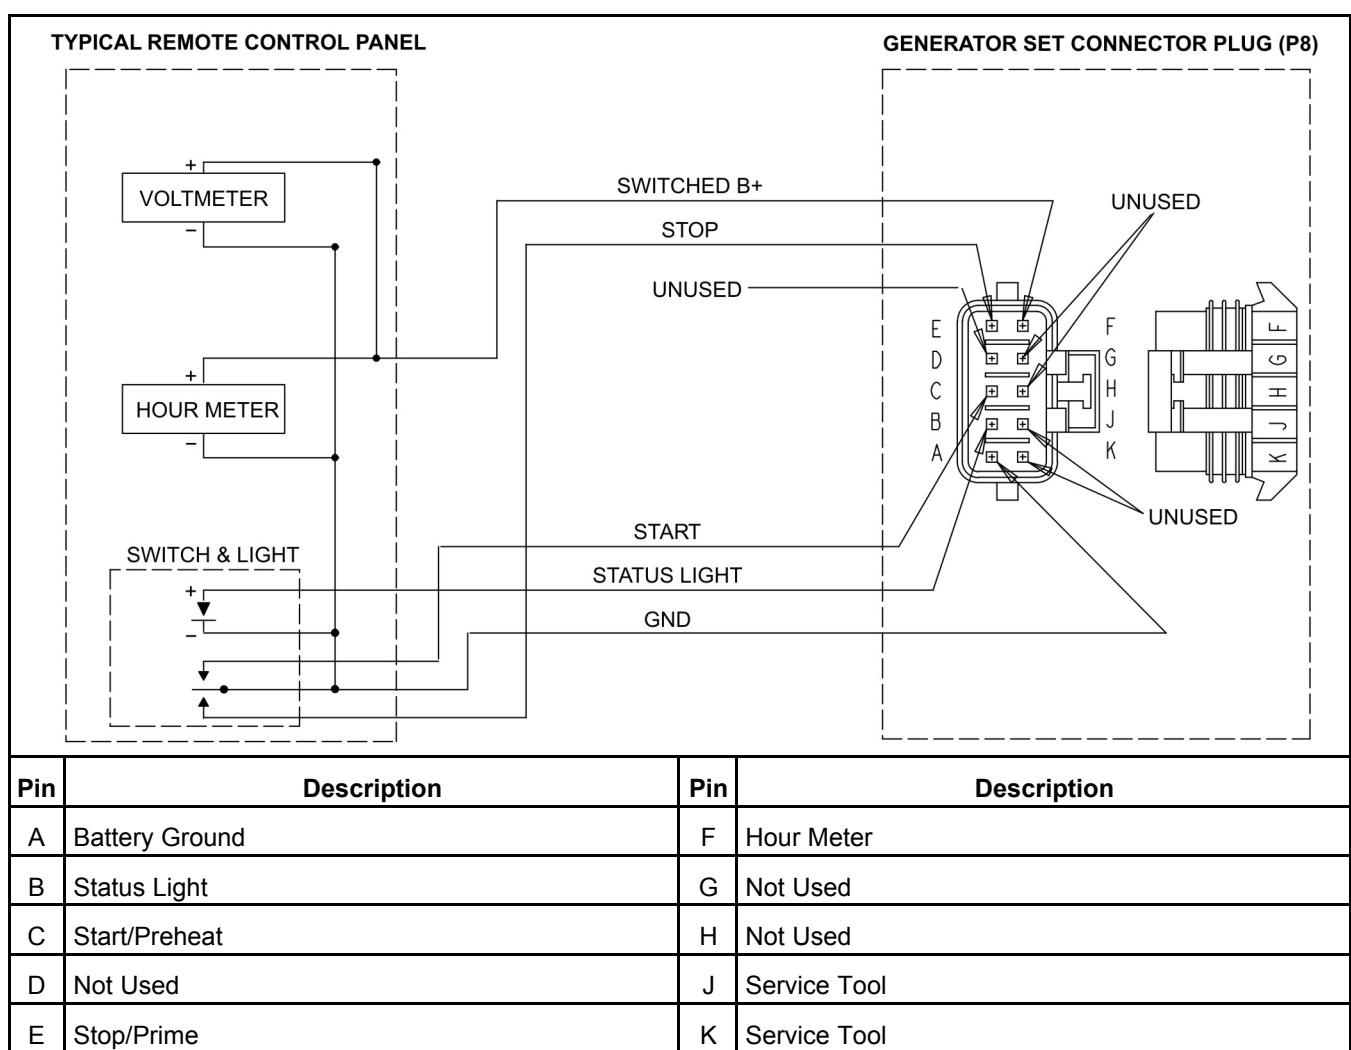 TYPICAL REMOTE CONTROL PANEL
GENERATOR SET CONNECTOR PLUG (P8)
+
VOLTMETER
−
SWITCHED B+
UNUSED
STOP
UNUSED
E
D
C
B
A
F
G
H
J
K
F
G
H
J
K
+
HOUR METER
−
UNUSED
START
SWITCH & LIGHT
STATUS LIGHT
+
−
GND
Pin Description Pin Description
A Battery Ground F Hour Meter
B Status Light G Not Used
C Start/Preheat H Not Used
D Not Used J Service Tool
E Stop/Prime K Service Tool